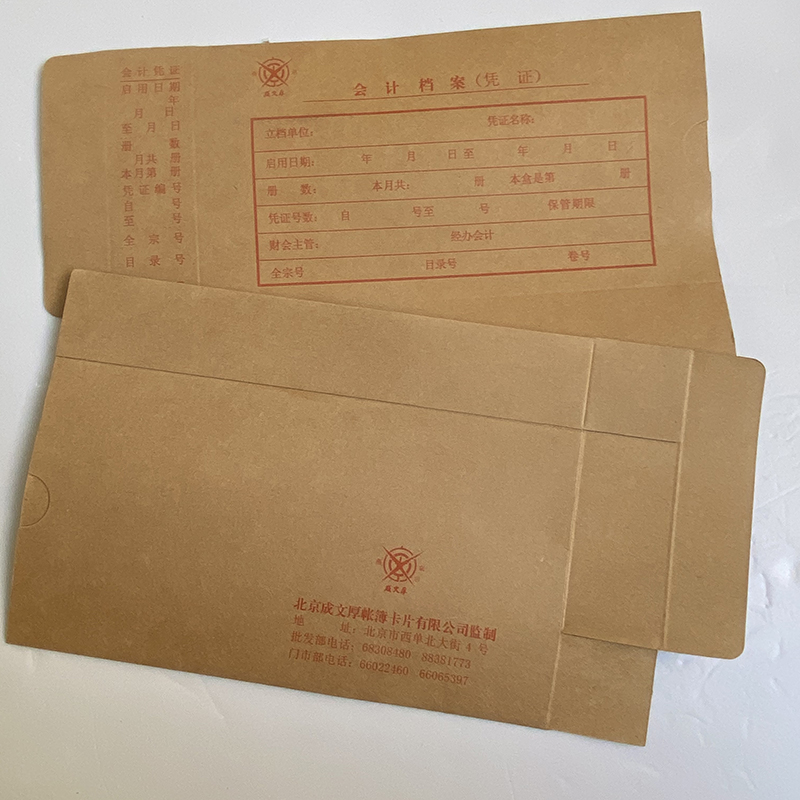 会计凭证
启用日期
年
月 日
至 月 日
册 数
月共 册
本月第 册
凭证编号
自 号
至 号
全 宗 号
目 录 号
成文厚
会 计 档 案（凭 证）
立档单位： 凭证名称：
启用日期： 年 月 日 至 年 月 日
册 数： 本月共： 册 本盒是第 册
凭证号数： 自 号至 号 保管期限
财会主管： 经办会计
全宗号 目录号 卷号
成文厚
北京成文厚帐簿卡片有限公司监制
地 址：北京市西单北大街 4 号
批发部电话：68308480 88381773
门市部电话：66022460 66065397